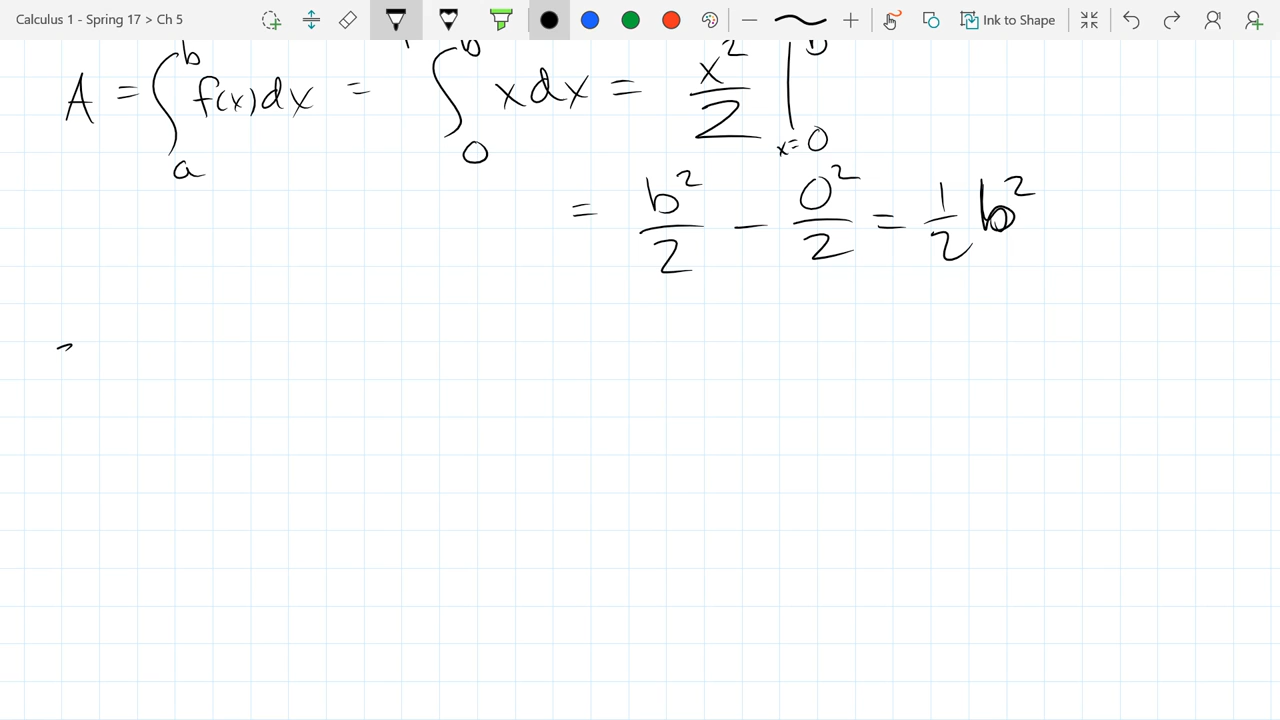 Calculus 1 - Spring 17 > Ch 5
Ink to Shape
A = ∫_a^b f(x)dx = ∫_0^b xdx = x²/2 |_{x=0}^b
= b²/2 - 0²/2 = 1/2 b²